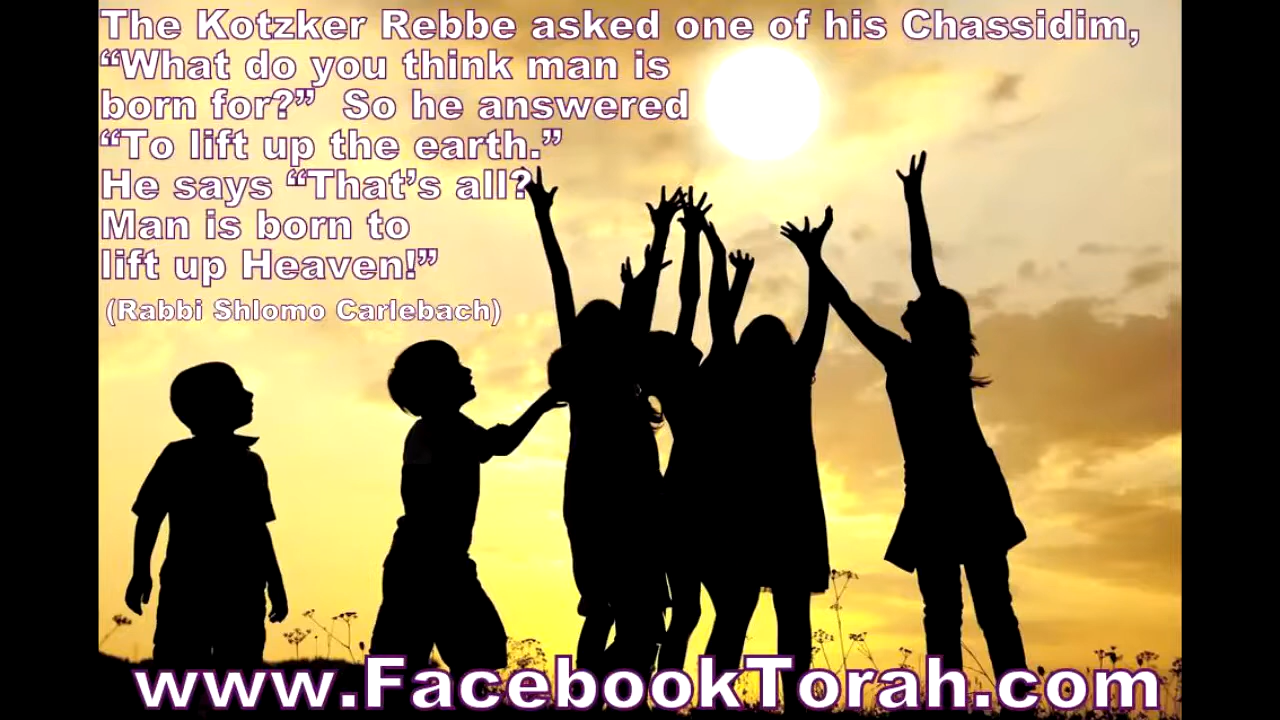 The Kotzker Rebbe asked one of his Chassidim,
“What do you think man is
born for?” So he answered
“To lift up the earth.”
He says “That’s all?
Man is born to
lift up Heaven!”
(Rabbi Shlomo Carlebach)
www.FacebookTorah.com